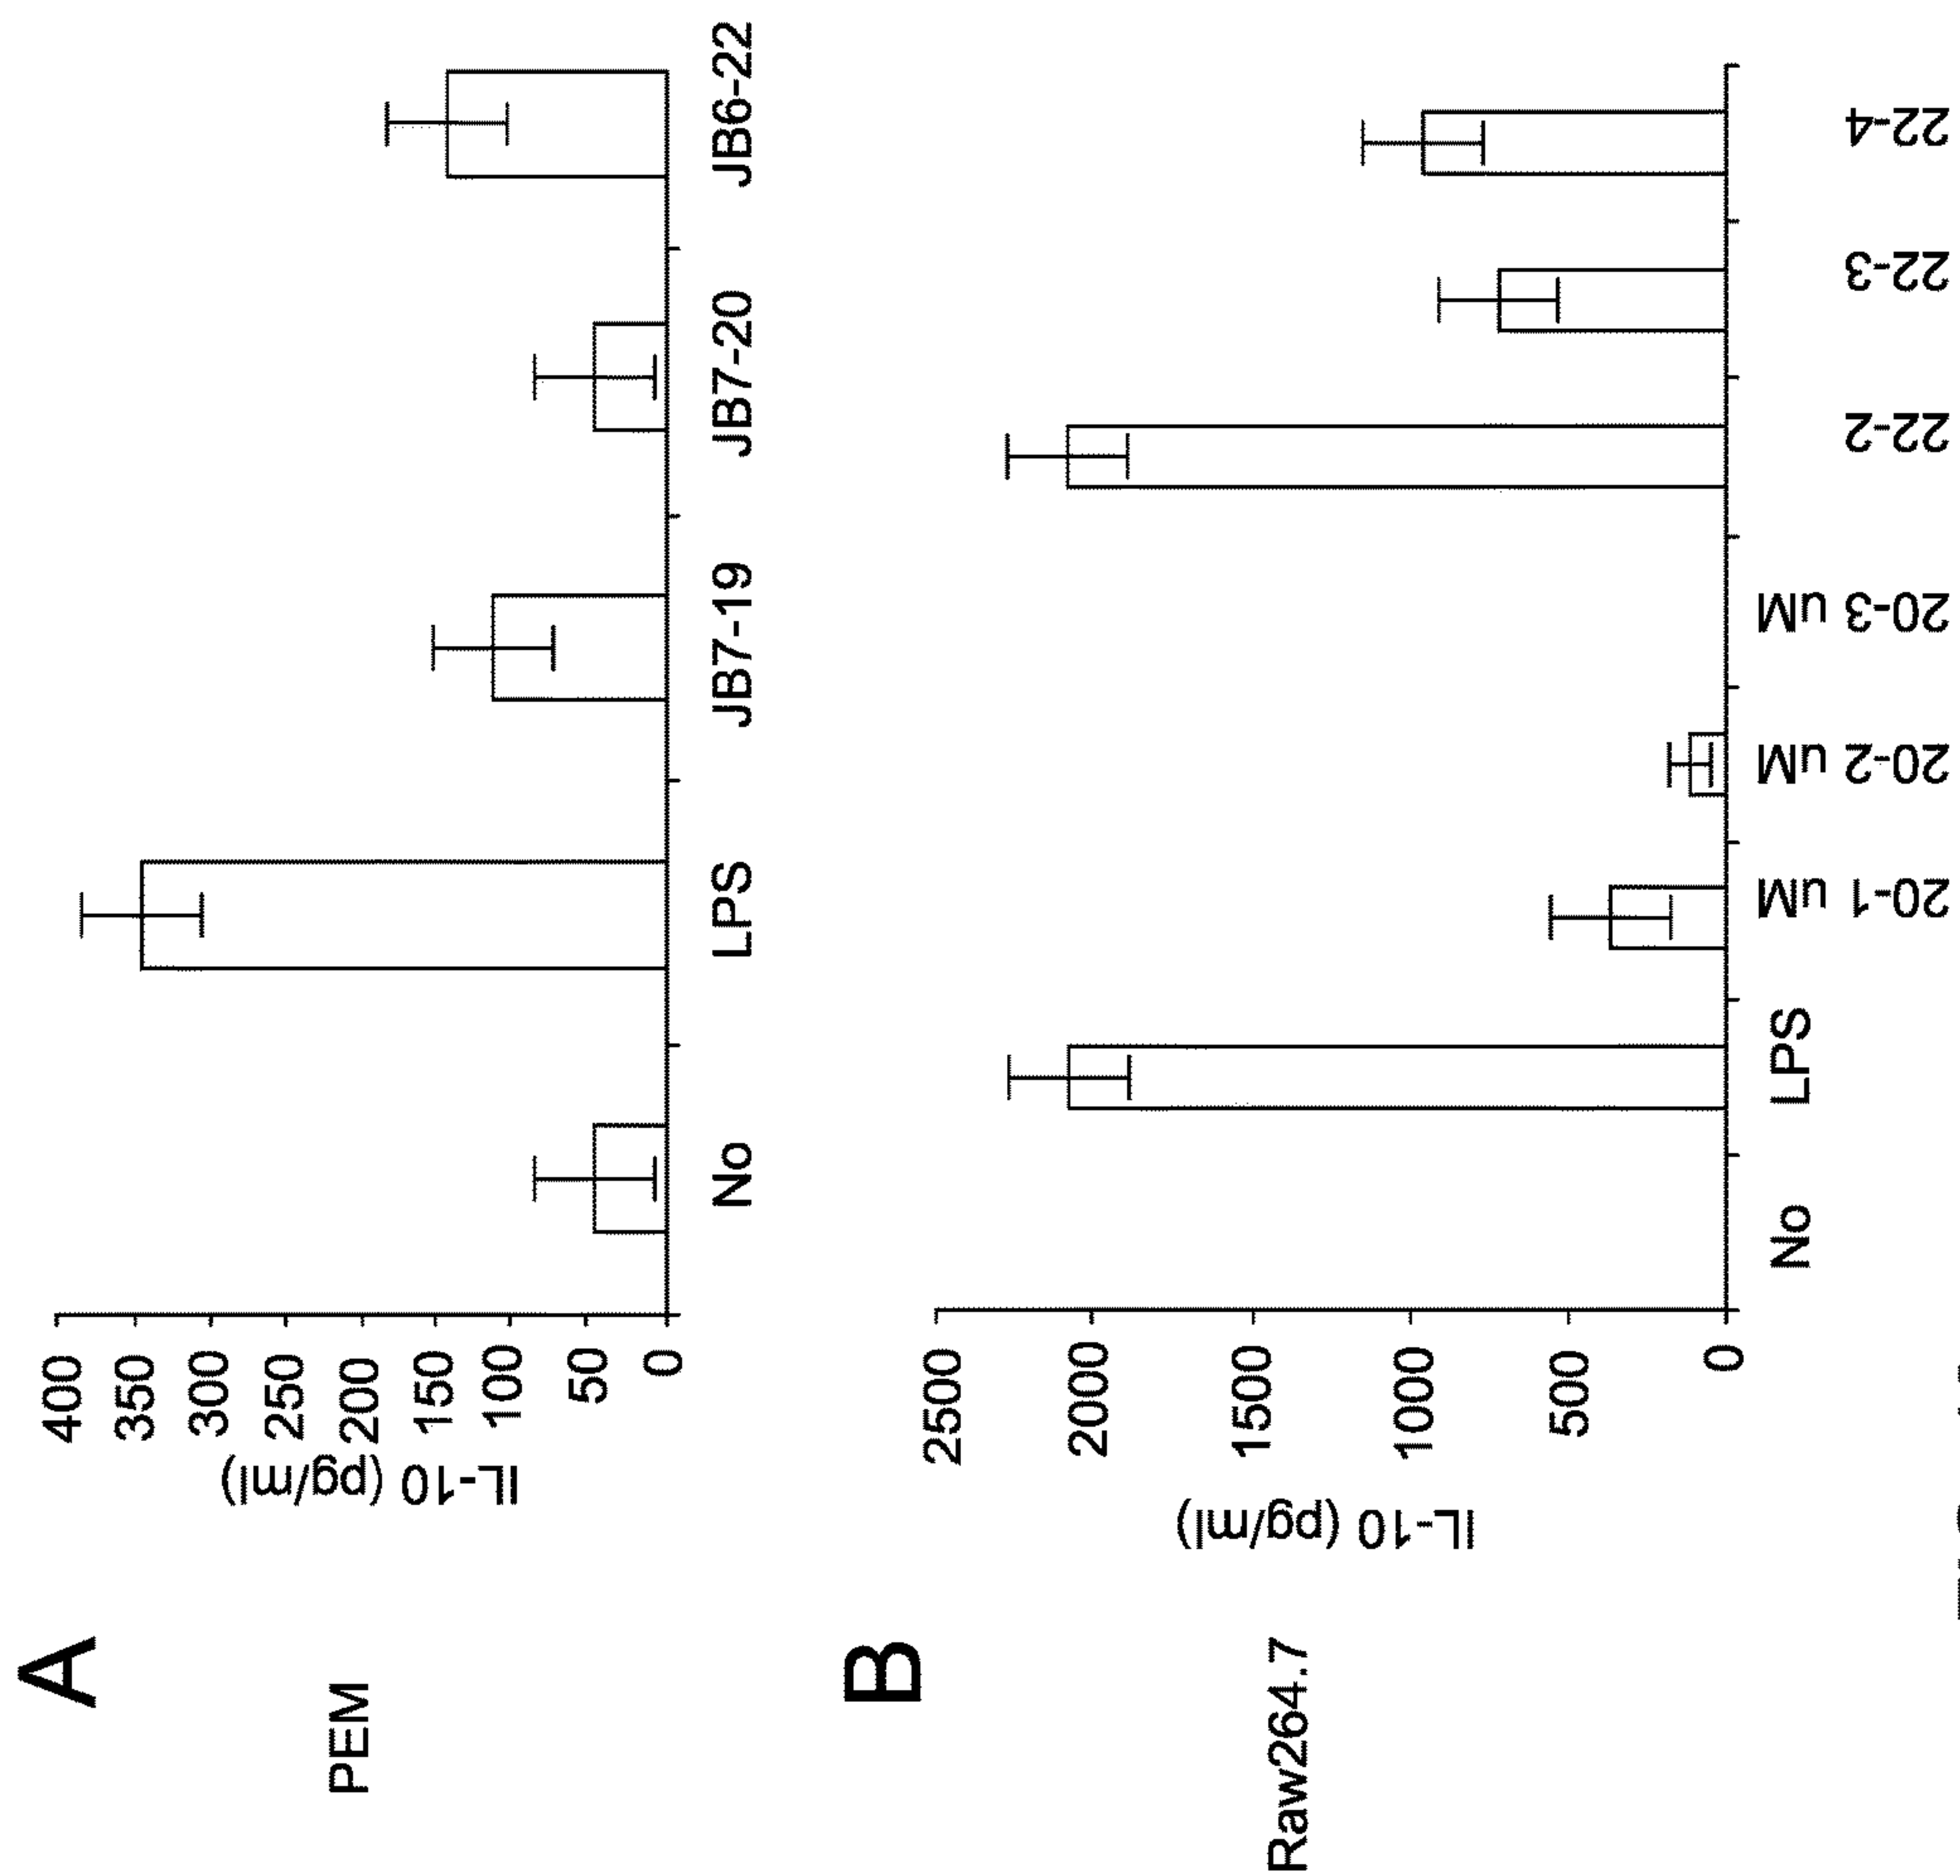 A
PEM
IL-10 (pg/ml)
400
350
300
250
200
150
100
50
0
No
LPS
JB7-19
JB7-20
JB6-22
B
Raw264.7
IL-10 (pg/ml)
2500
2000
1500
1000
500
0
No
LPS
20-1 uM
20-2 uM
20-3 uM
22-2
22-3
22-4